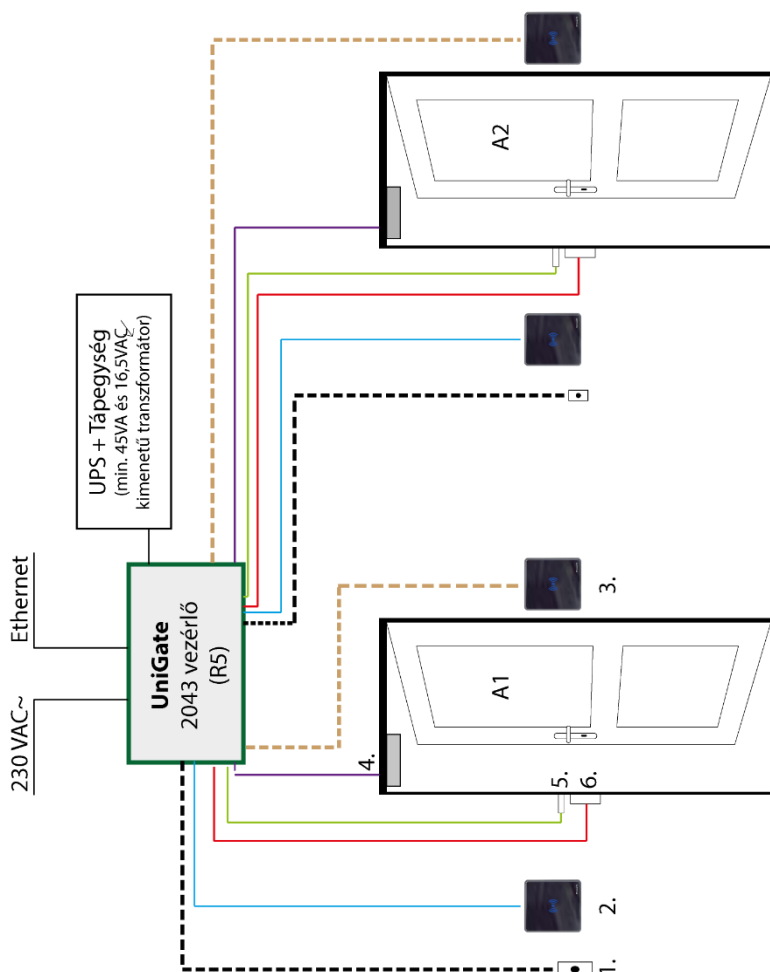 230 VAC~
Ethernet
UniGate
2043 vezérlő
(R5)
UPS + Tápegység
(min. 45VA és 16,5VAC
kimenetű transzformátor)
1.
2.
3.
4.
5.
6.
A1
A2